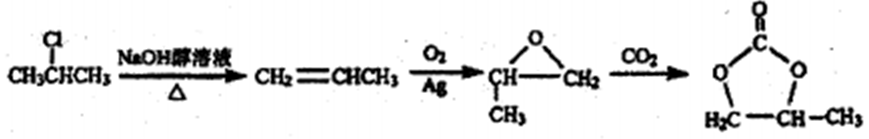 Cl
CH3CHCH3 NaOH醇溶液 △ CH2=CHCH3 O2 Ag CH O CH2 CO2
CH3
O
C
O O
H2C CH-CH3